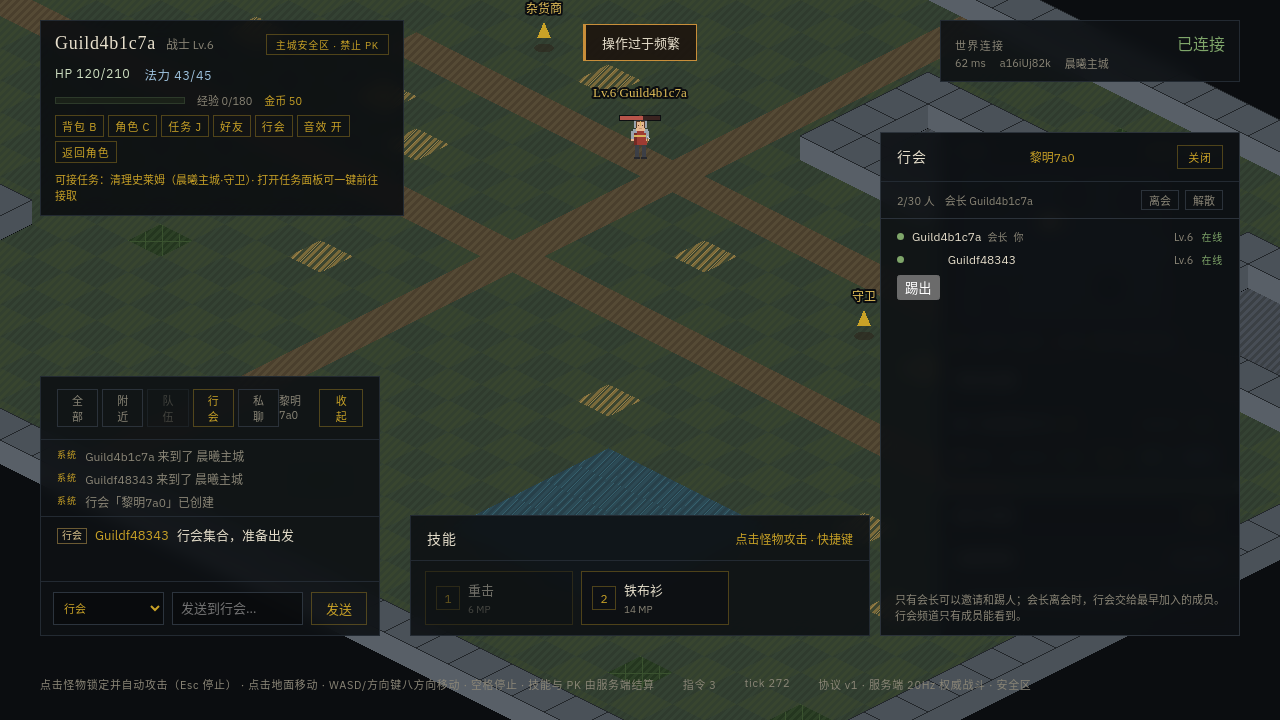 杂货商
Guild4b1c7a 战士 Lv.6
主城安全区 · 禁止 PK
HP 120/210 法力 43/45
经验 0/180 金币 50
背包 B 角色 C 任务 J 好友 行会 音效 开
返回角色
可接任务：清理史莱姆（晨曦主城·守卫）· 打开任务面板可一键前往
接取
操作过于频繁
Lv.6 Guild4b1c7a
世界连接 已连接
62 ms a16iUj82k 晨曦主城
行会 黎明7a0 关闭
2/30 人 会长 Guild4b1c7a 离会 解散
Guild4b1c7a 会长 你 Lv.6 在线
Guildf48343 Lv.6 在线
踢出
只有会长可以邀请和踢人；会长离会时，行会交给最早加入的成员。
行会频道只有成员能看到。
守卫
全部 附近 队伍 行会 私聊 黎明7a0 收起
系统 Guild4b1c7a 来到了 晨曦主城
系统 Guildf48343 来到了 晨曦主城
系统 行会「黎明7a0」已创建
行会 Guildf48343 行会集合，准备出发
行会 发送到行会... 发送
技能 点击怪物攻击 · 快捷键
1 重击 6 MP
2 铁布衫 14 MP
点击怪物锁定并自动攻击（Esc 停止） · 点击地面移动 · WASD/方向键八方向移动 · 空格停止 · 技能与 PK 由服务端结算 指令 3 tick 272 协议 v1 · 服务端 20Hz 权威战斗 · 安全区